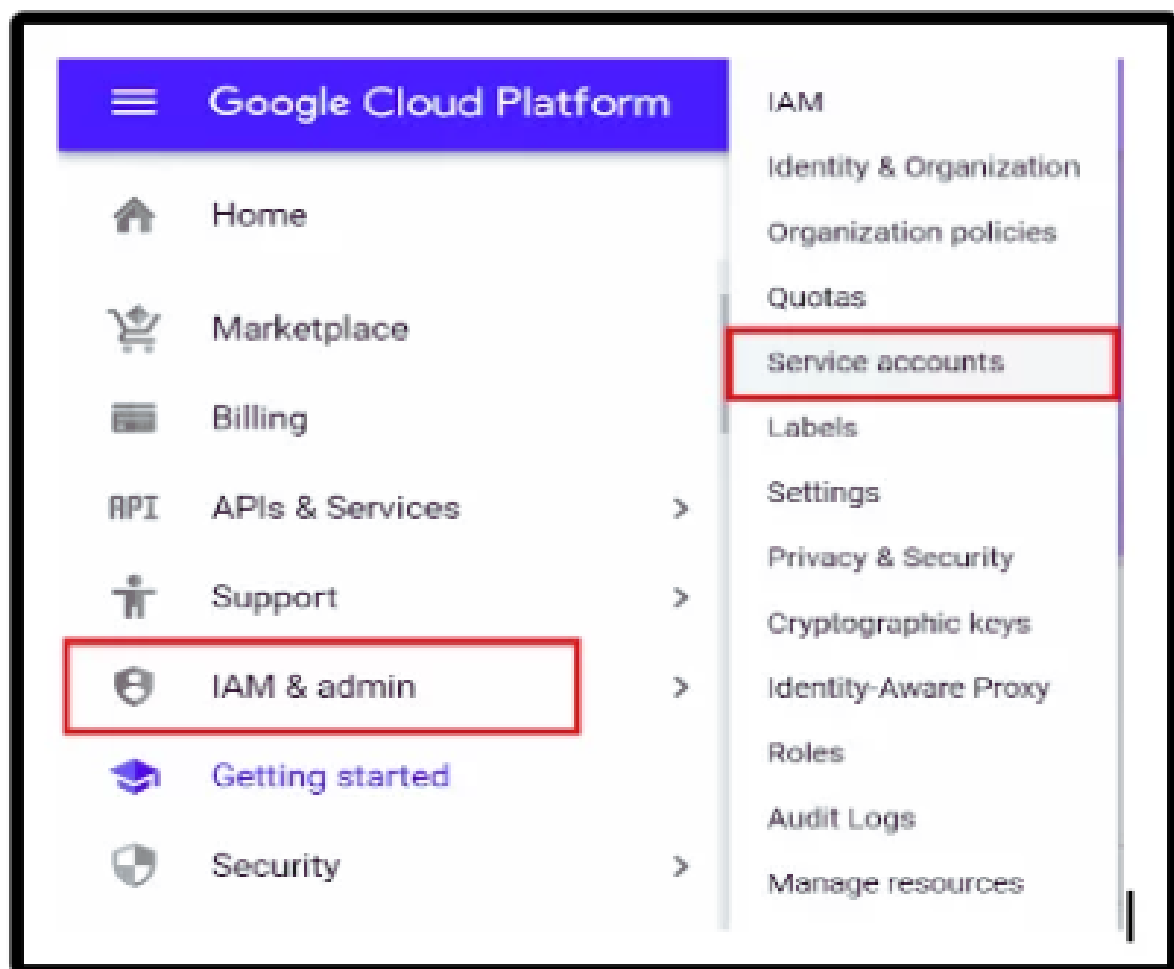 Google Cloud Platform
Home
Marketplace
Billing
API APIs & Services
Support
IAM & admin
Getting started
Security
IAM
Identity & Organization
Organization policies
Quotas
Service accounts
Labels
Settings
Privacy & Security
Cryptographic keys
Identity-Aware Proxy
Roles
Audit Logs
Manage resources